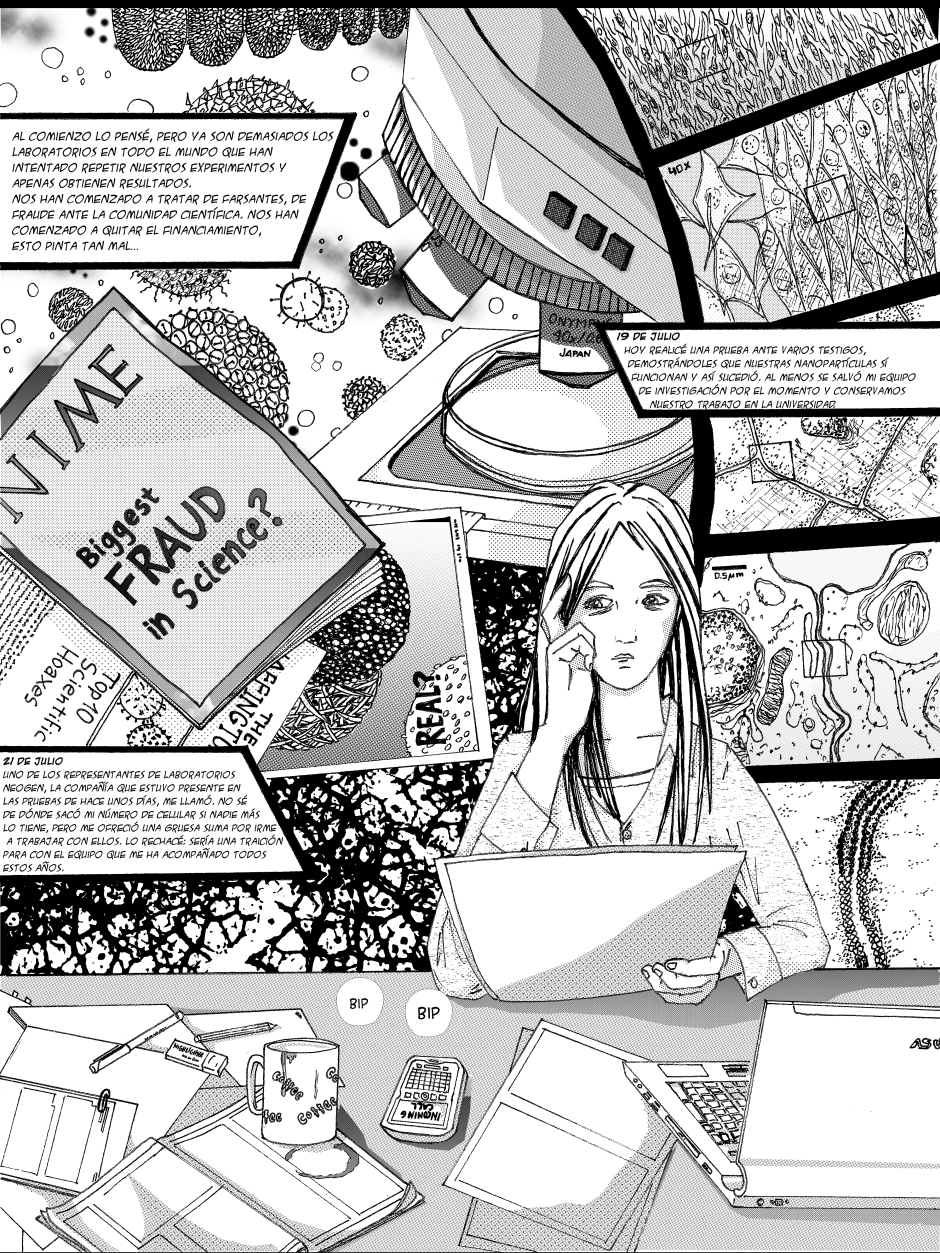 AL COMIENZO LO PENSÉ, PERO YA SON DEMASIADOS LOS
LABORATORIOS EN TODO EL MUNDO QUE HAN
INTENTADO REPETIR NUESTROS EXPERIMENTOS Y
APENAS OBTIENEN RESULTADOS.
NOS HAN COMENZADO A TRATAR DE FARSANTES, DE
FRAUDE ANTE LA COMUNIDAD CIENTÍFICA. NOS HAN
COMENZADO A QUITAR EL FINANCIAMIENTO,
ESTO PINTA TAN MAL...
40X
JAPAN
19 DE JULIO
HOY REALICÉ UNA PRUEBA ANTE VARIOS TESTIGOS,
DEMOSTRÁNDOLES QUE NUESTRAS NANOPARTÍCULAS SÍ
FUNCIONAN Y ASÍ SUCEDIÓ. AL MENOS SE SALVÓ MI EQUIPO
DE INVESTIGACIÓN POR EL MOMENTO Y CONSERVAMOS
NUESTRO TRABAJO EN LA UNIVERSIDAD.
NIME
Biggest
FRAUD
in Science?
0.5µm
Top 10
Scientific
Hoaxes
THE
REAL?
21 DE JULIO
UNO DE LOS REPRESENTANTES DE LABORATORIOS
NEOGEN, LA COMPAÑÍA QUE ESTUVO PRESENTE EN
LAS PRUEBAS DE HACE UNOS DÍAS, ME LLAMÓ. NO SÉ
DE DÓNDE SACÓ MI NÚMERO DE CELULAR SI NADIE MÁS
LO TIENE, PERO ME OFRECIÓ UNA GRUESA SUMA POR IRME
A TRABAJAR CON ELLOS. LO RECHACÉ: SERÍA UNA TRAICIÓN
PARA CON EL EQUIPO QUE ME HA ACOMPAÑADO TODOS
ESTOS AÑOS.
BIP
BIP
Coffee
Coffee
INCOMING
CALL
ASU